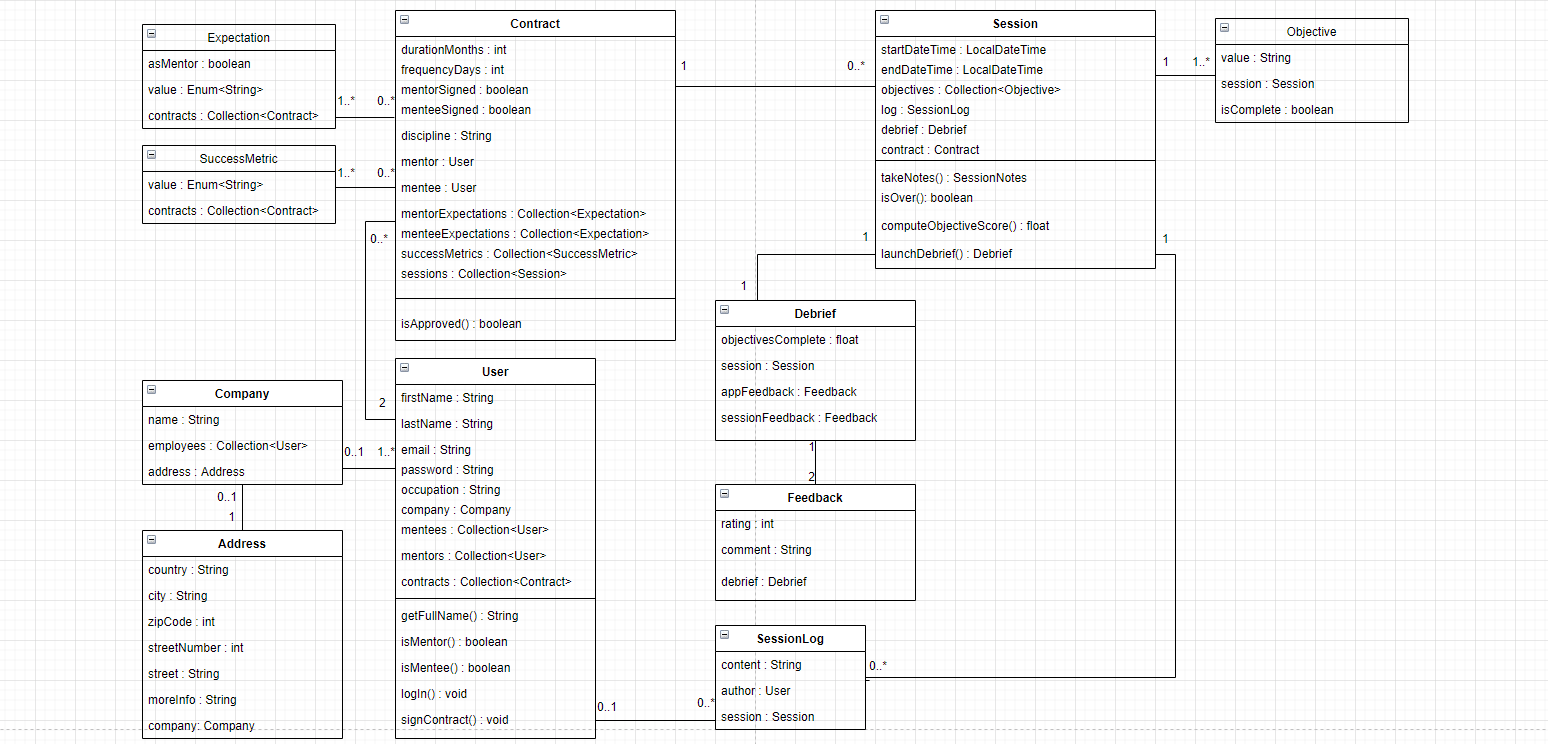 Expectation
asMentor : boolean
value : Enum<String>
contracts : Collection<Contract>
1..*
0..*
SuccessMetric
value : Enum<String>
contracts : Collection<Contract>
1..*
0..*
Contract
durationMonths : int
frequencyDays : int
mentorSigned : boolean
menteeSigned : boolean
discipline : String
mentor : User
mentee : User
mentorExpectations : Collection<Expectation>
menteeExpectations : Collection<Expectation>
successMetrics : Collection<SuccessMetric>
sessions : Collection<Session>
isApproved() : boolean
1
0..*
0..*
2
Session
startDateTime : LocalDateTime
endDateTime : LocalDateTime
objectives : Collection<Objective>
log : SessionLog
debrief : Debrief
contract : Contract
takeNotes() : SessionNotes
isOver(): boolean
computeObjectiveScore() : float
launchDebrief() : Debrief
1
1..*
Objective
value : String
session : Session
isComplete : boolean
1
1
1
Debrief
objectivesComplete : float
session : Session
appFeedback : Feedback
sessionFeedback : Feedback
1
2
Feedback
rating : int
comment : String
debrief : Debrief
Company
name : String
employees : Collection<User>
address : Address
0..1
1..*
0..1
1
Address
country : String
city : String
zipCode : int
streetNumber : int
street : String
moreInfo : String
company: Company
User
firstName : String
lastName : String
email : String
password : String
occupation : String
company : Company
mentees : Collection<User>
mentors : Collection<User>
contracts : Collection<Contract>
getFullName() : String
isMentor() : boolean
isMentee() : boolean
logIn() : void
signContract() : void
0..1
0..*
SessionLog
content : String
author : User
session : Session
0..*